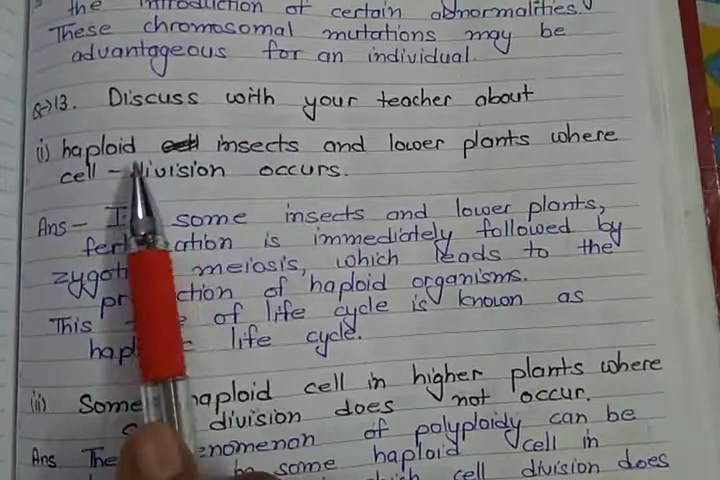 the introduction of certain abnormalities.
These chromosomal mutations may be
advantageous for an individual.
Q→13. Discuss with your teacher about
(i) haploid insects and lower plants where
cell - division occurs.
Ans - some insects and lower plants,
is immediately followed by
meiosis, which leads to the
of haploid organisms.
This of life cycle is known as
life cycle.
(ii) Some haploid cell in higher plants where
division does not occur.
Ans The of polyploidy can be
some haploid cell in
cell division does